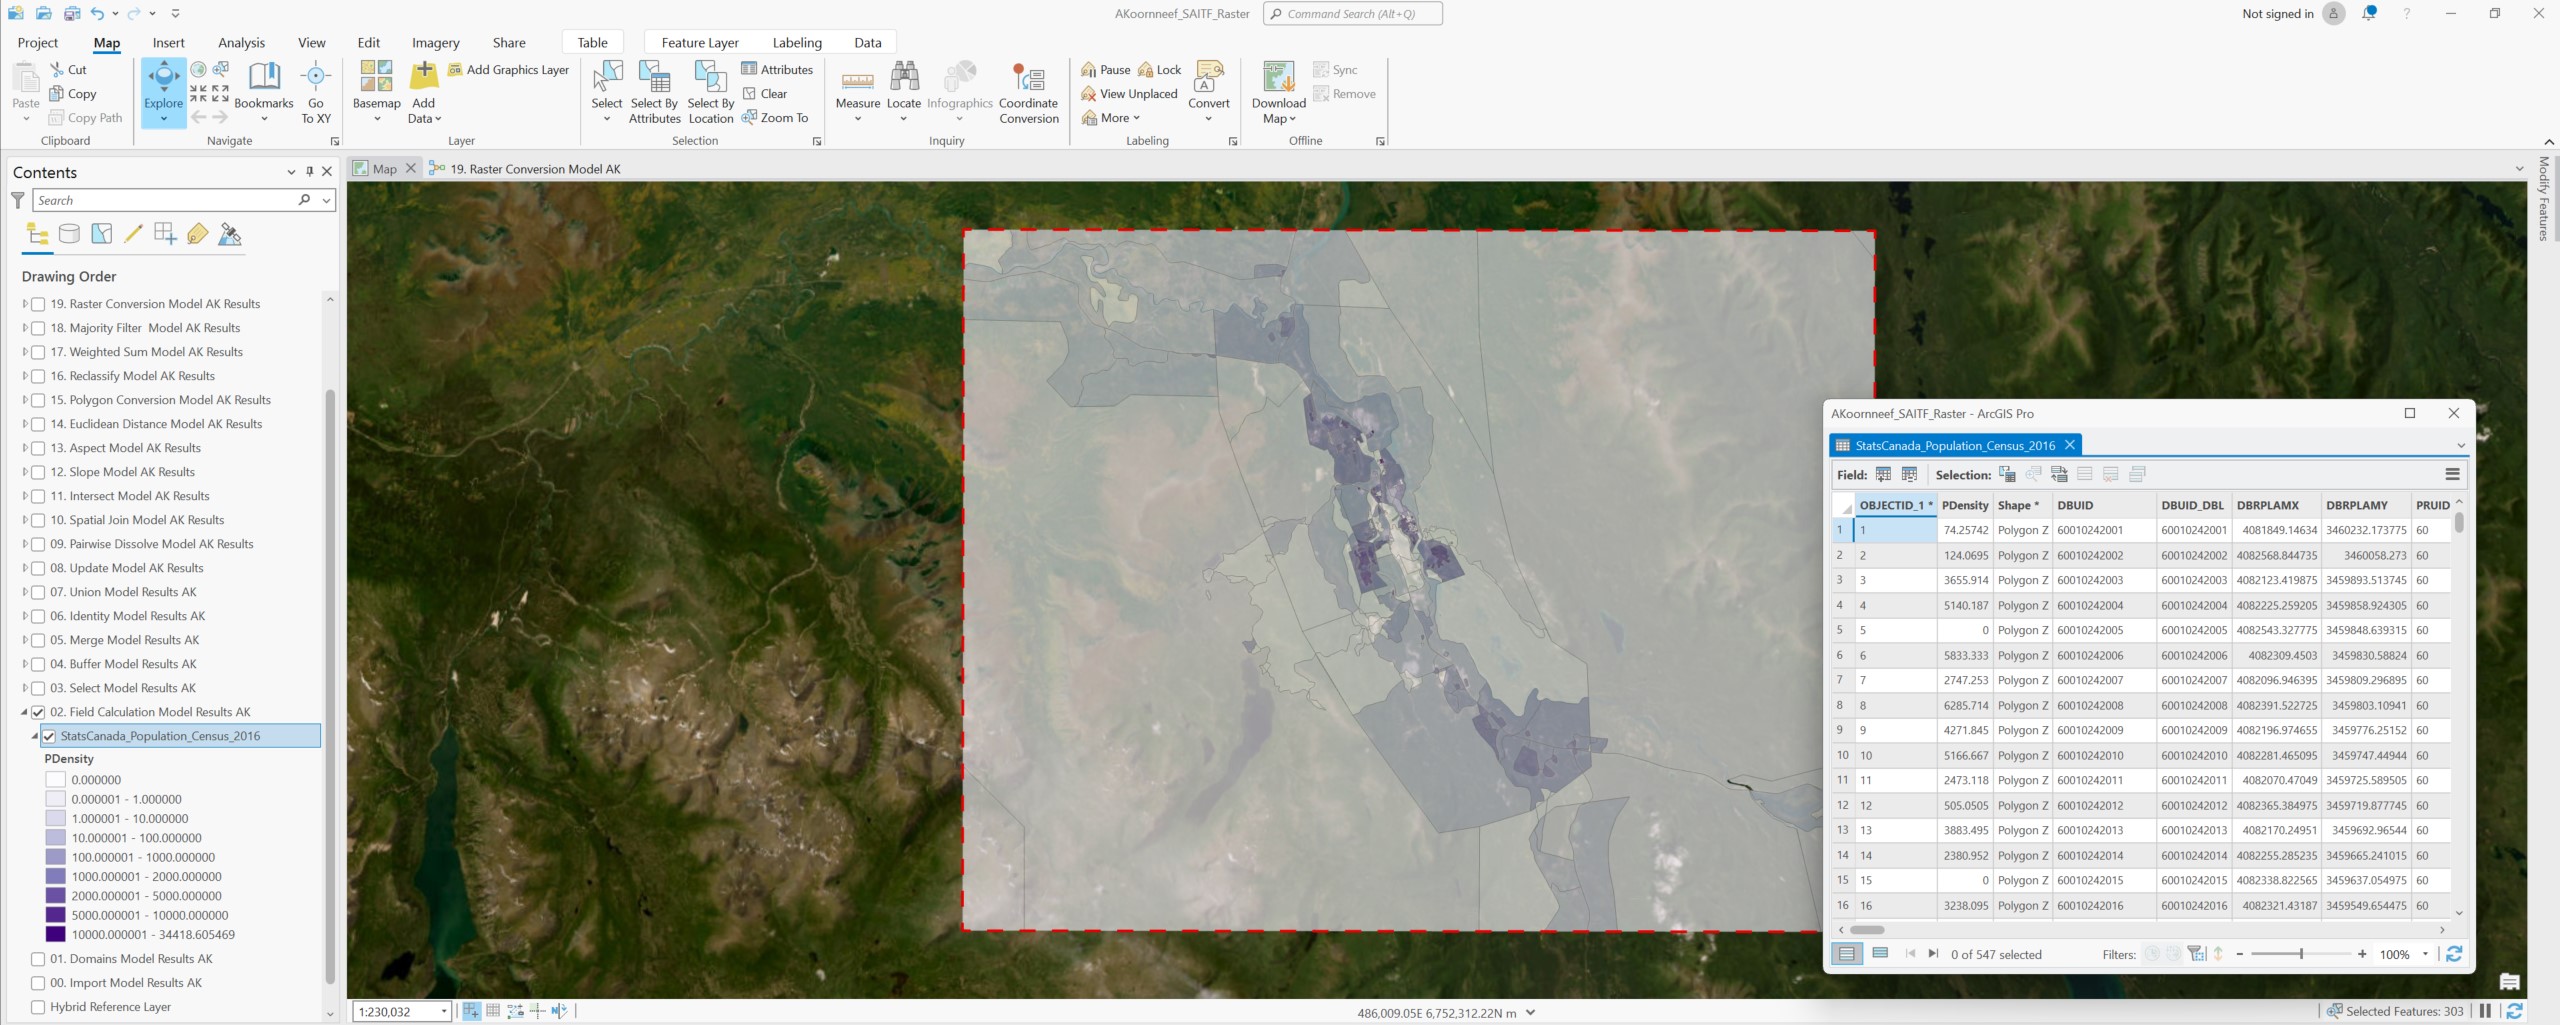 AKoornneef_SAITF_Raster
Command Search (Alt+Q)
Not signed in
Project Map Insert Analysis View Edit Imagery Share Table Feature Layer Labeling Data
Paste
Cut
Copy
Copy Path
Clipboard
Explore
Bookmarks
Go To XY
Navigate
Basemap
Add Data
Add Graphics Layer
Layer
Select
Select By Attributes
Select By Location
Attributes
Clear
Zoom To
Selection
Measure
Locate
Infographics
Coordinate Conversion
Inquiry
Pause
Lock
View Unplaced
More
Convert
Labeling
Download Map
Sync
Remove
Offline
Contents
Search
Drawing Order
19. Raster Conversion Model AK Results
18. Majority Filter Model AK Results
17. Weighted Sum Model AK Results
16. Reclassify Model AK Results
15. Polygon Conversion Model AK Results
14. Euclidean Distance Model AK Results
13. Aspect Model AK Results
12. Slope Model AK Results
11. Intersect Model AK Results
10. Spatial Join Model AK Results
09. Pairwise Dissolve Model AK Results
08. Update Model AK Results
07. Union Model Results AK
06. Identity Model Results AK
05. Merge Model Results AK
04. Buffer Model Results AK
03. Select Model Results AK
02. Field Calculation Model Results AK
StatsCanada_Population_Census_2016
PDensity
0.000000
0.000001 - 1.000000
1.000001 - 10.000000
10.000001 - 100.000000
100.000001 - 1000.000000
1000.000001 - 2000.000000
2000.000001 - 5000.000000
5000.000001 - 10000.000000
10000.000001 - 34418.605469
01. Domains Model Results AK
00. Import Model Results AK
Hybrid Reference Layer
Map
19. Raster Conversion Model AK
Modify Features
AKoornneef_SAITF_Raster - ArcGIS Pro
StatsCanada_Population_Census_2016
Field: Selection:
OBJECTID_1 * PDensity Shape * DBUID DBUID_DBL DBRPLAMX DBRPLAMY PRUID
1 1 74.25742 Polygon Z 60010242001 60010242001 4081849.14634 3460232.173775 60
2 2 124.0695 Polygon Z 60010242002 60010242002 4082568.844735 3460058.273 60
3 3 3655.914 Polygon Z 60010242003 60010242003 4082123.419875 3459893.513745 60
4 4 5140.187 Polygon Z 60010242004 60010242004 4082225.259205 3459858.924305 60
5 5 0 Polygon Z 60010242005 60010242005 4082543.327775 3459848.639315 60
6 6 5833.333 Polygon Z 60010242006 60010242006 4082309.4503 3459830.58824 60
7 7 2747.253 Polygon Z 60010242007 60010242007 4082096.946395 3459809.296895 60
8 8 6285.714 Polygon Z 60010242008 60010242008 4082391.522725 3459803.10941 60
9 9 4271.845 Polygon Z 60010242009 60010242009 4082196.974655 3459776.25152 60
10 10 5166.667 Polygon Z 60010242010 60010242010 4082281.465095 3459747.44944 60
11 11 2473.118 Polygon Z 60010242011 60010242011 4082070.47049 3459725.589505 60
12 12 505.0505 Polygon Z 60010242012 60010242012 4082365.384975 3459719.877745 60
13 13 3883.495 Polygon Z 60010242013 60010242013 4082170.24951 3459692.96544 60
14 14 2380.952 Polygon Z 60010242014 60010242014 4082255.285235 3459665.241015 60
15 15 0 Polygon Z 60010242015 60010242015 4082338.822565 3459637.054975 60
16 16 3238.095 Polygon Z 60010242016 60010242016 4082321.43187 3459549.654475 60
0 of 547 selected
Filters:
100%
1:230,032
486,009.05E 6,752,312.22N m
Selected Features: 303